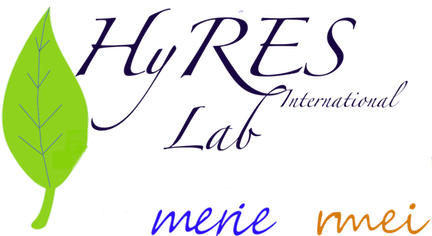 HyRES
International
Lab
merie rmei